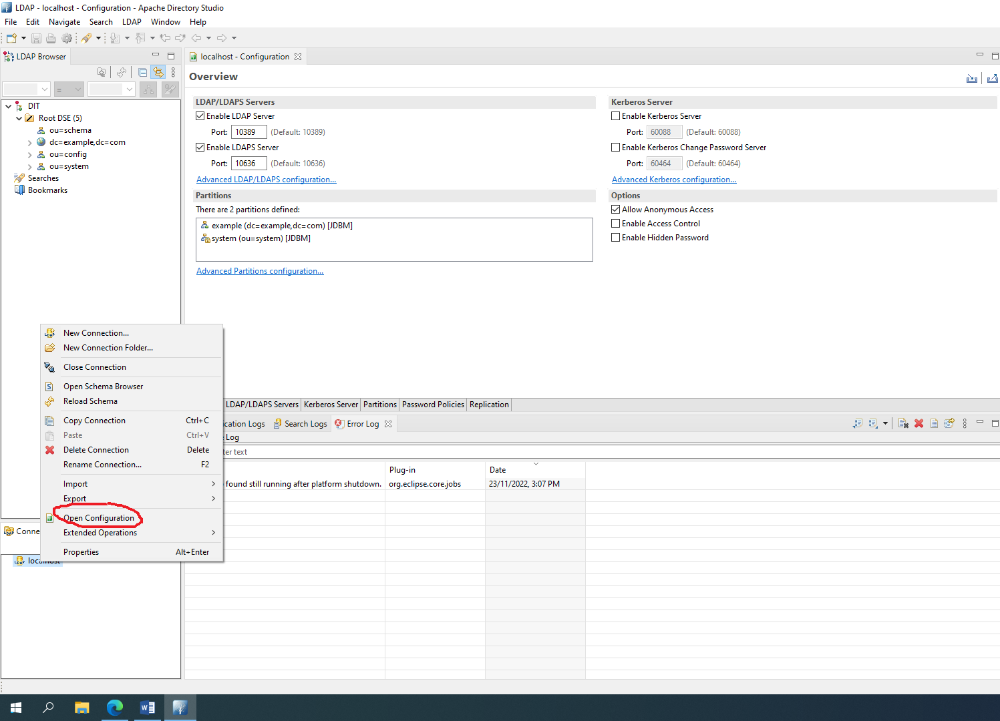 LDAP - localhost - Configuration - Apache Directory Studio
File Edit Navigate Search LDAP Window Help
LDAP Browser
localhost - Configuration
Overview
=
DIT
Root DSE (5)
ou=schema
dc=example,dc=com
ou=config
ou=system
Searches
Bookmarks
LDAP/LDAPS Servers
Enable LDAP Server
Port: 10389 (Default: 10389)
Enable LDAPS Server
Port: 10636 (Default: 10636)
Advanced LDAP/LDAPS configuration...
Partitions
There are 2 partitions defined:
example (dc=example,dc=com) [JDBM]
system (ou=system) [JDBM]
Advanced Partitions configuration...
Kerberos Server
Enable Kerberos Server
Port: 60088 (Default: 60088)
Enable Kerberos Change Password Server
Port: 60464 (Default: 60464)
Advanced Kerberos configuration...
Options
Allow Anonymous Access
Enable Access Control
Enable Hidden Password
New Connection...
New Connection Folder...
Close Connection
Open Schema Browser
Reload Schema
Copy Connection Ctrl+C
Paste Ctrl+V
Delete Connection Delete
Rename Connection... F2
Import
Export
Open Configuration
Extended Operations
Properties Alt+Enter
LDAP/LDAPS Servers Kerberos Server Partitions Password Policies Replication
ication Logs Search Logs Error Log
Log
ter text
Plug-in Date
found still running after platform shutdown. org.eclipse.core.jobs 23/11/2022, 3:07 PM
Conne
localhost